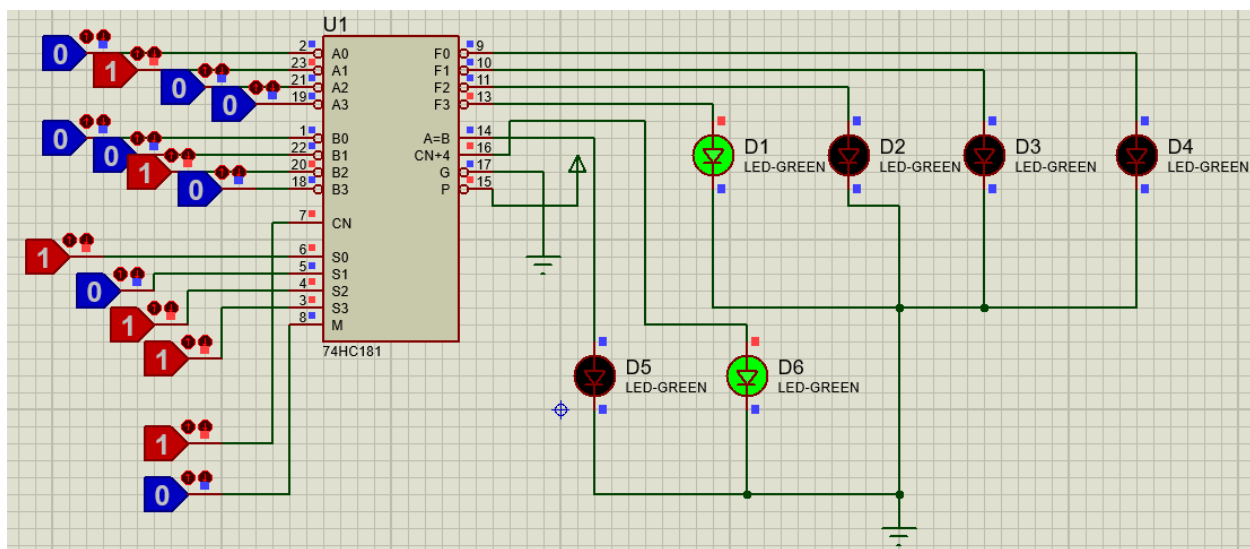 U1
0 2 A0 F0 9
1 23 A1 F1 10
0 21 A2 F2 11
0 19 A3 F3 13
0 1 B0 A=B 14
0 22 B1 CN+4 16
1 20 B2 G 17
0 18 B3 P 15
7 CN
1 6 S0
0 5 S1
1 4 S2
1 3 S3
8 M
74HC181
1
0
D1
LED-GREEN
D2
LED-GREEN
D3
LED-GREEN
D4
LED-GREEN
D5
LED-GREEN
D6
LED-GREEN